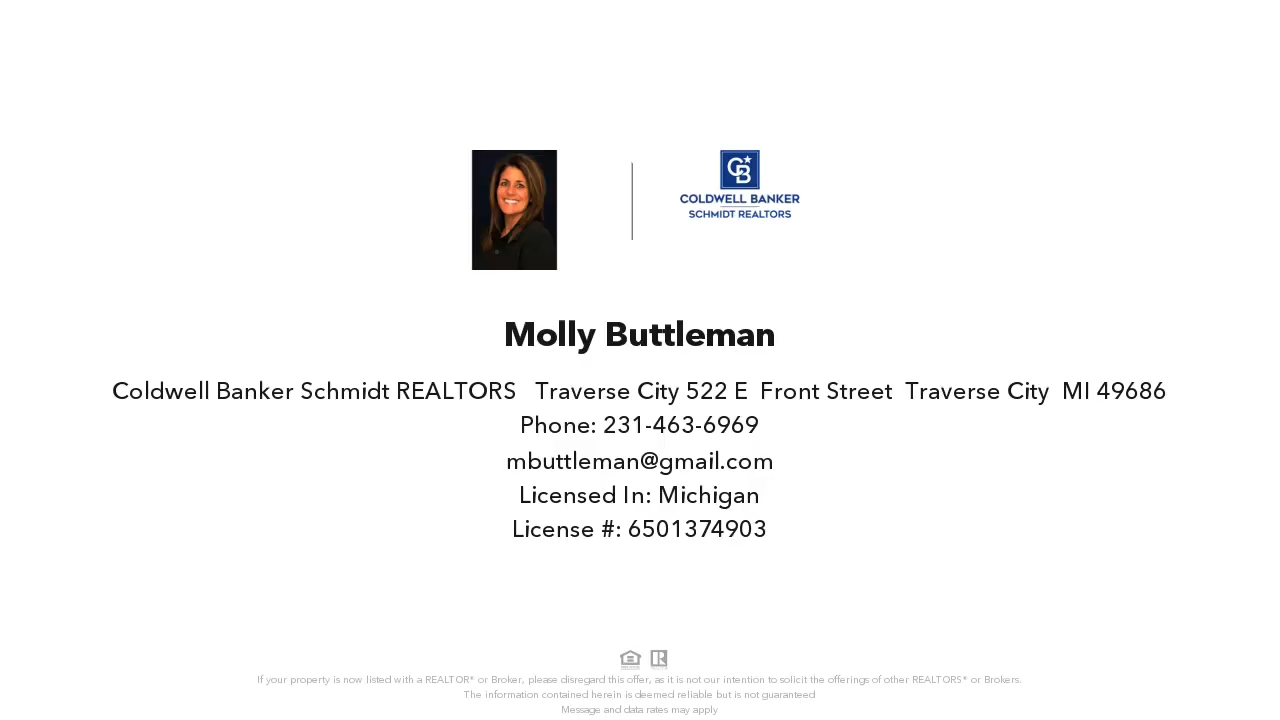 CB
COLDWELL BANKER
SCHMIDT REALTORS
Molly Buttleman
Coldwell Banker Schmidt REALTORS Traverse City 522 E Front Street Traverse City MI 49686
Phone: 231-463-6969
mbuttleman@gmail.com
Licensed In: Michigan
License #: 6501374903
If your property is now listed with a REALTOR® or Broker, please disregard this offer, as it is not our intention to solicit the offerings of other REALTORS® or Brokers.
The information contained herein is deemed reliable but is not guaranteed
Message and data rates may apply